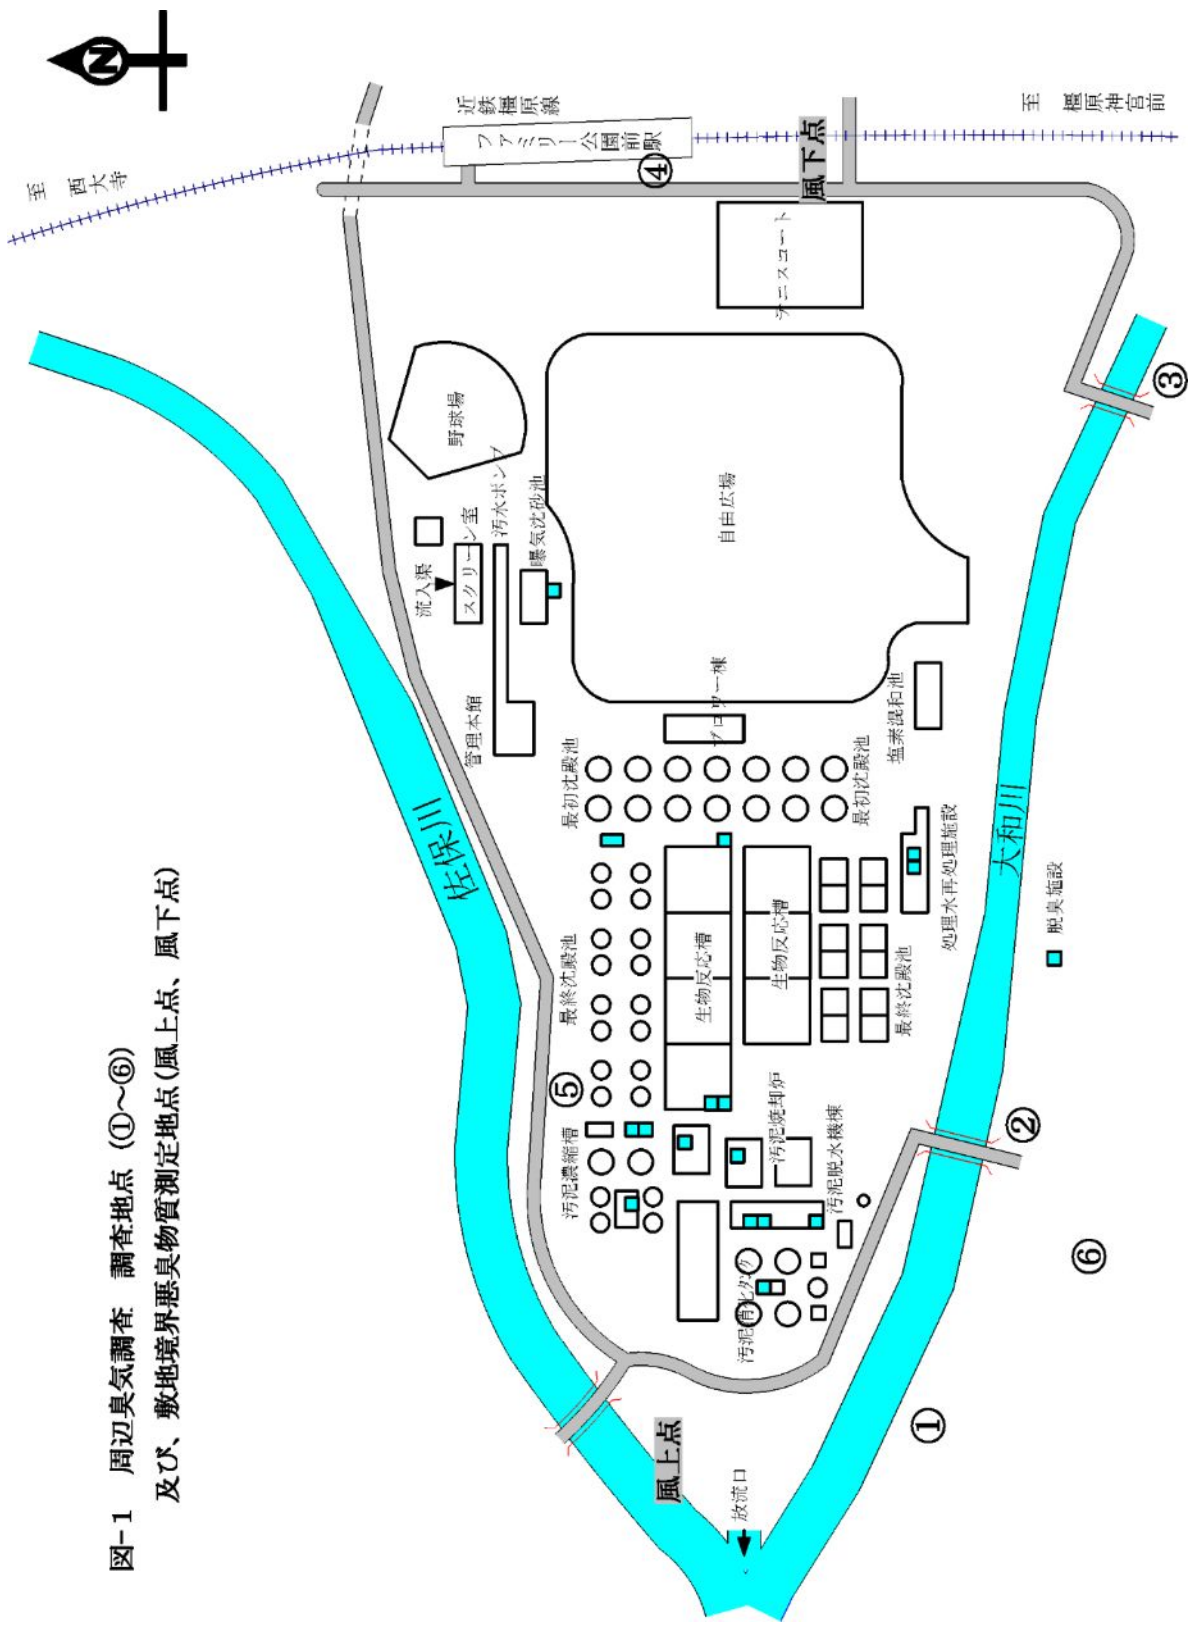 図-1　周辺臭気調査　調査地点 (①～⑥)
及び、敷地境界悪臭物質測定地点(風上点、風下点)
N
至　西大寺
近鉄橿原線
ファミリー公園前駅
至　橿原神宮前
④
風下点
テニスコート
③
野球場
汚水ポンプ
スクリーン室
流入渠
曝気沈砂池
自由広場
管理本館
ブロワー棟
塩素混和池
最初沈殿池
最初沈殿池
佐保川
大和川
処理水再処理施設
脱臭施設
最終沈殿池
生物反応槽
生物反応槽
最終沈殿池
⑤
汚泥濃縮槽
汚泥焼却炉
汚泥脱水機棟
②
⑥
汚泥消化タンク
①
風上点
放流口